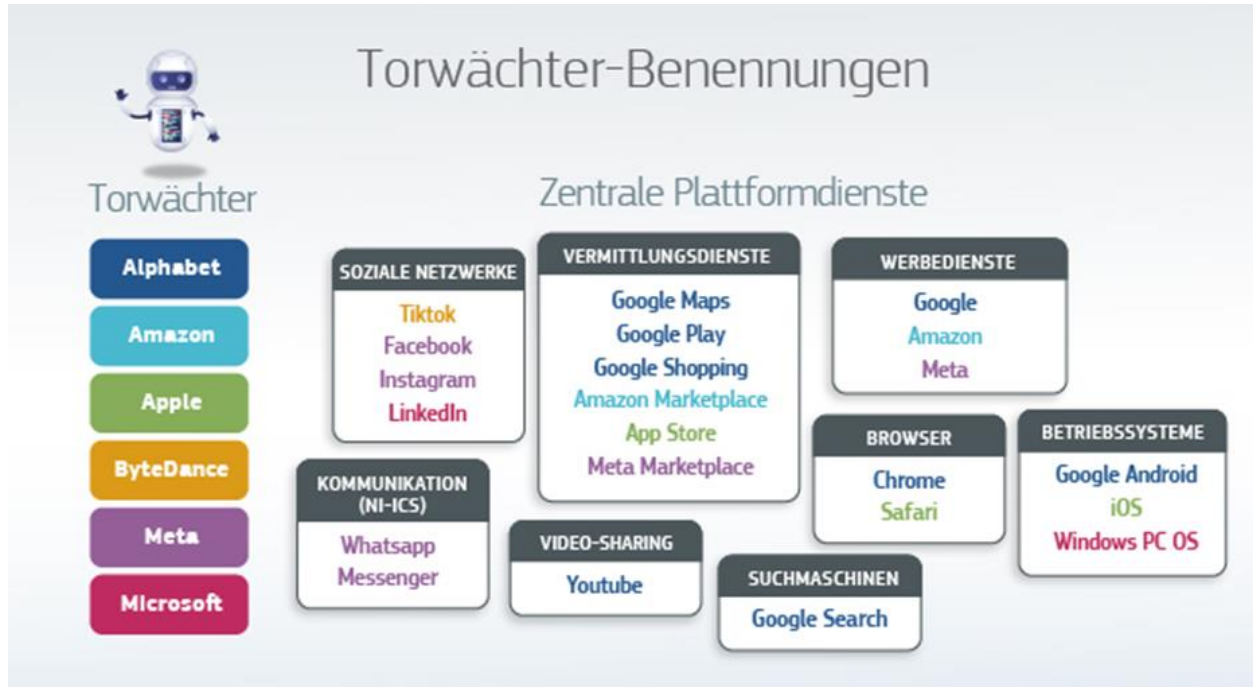 Torwächter-Benennungen
Torwächter
Alphabet
Amazon
Apple
ByteDance
Meta
Microsoft
Zentrale Plattformdienste
SOZIALE NETZWERKE
Tiktok
Facebook
Instagram
LinkedIn
VERMITTLUNGSDIENSTE
Google Maps
Google Play
Google Shopping
Amazon Marketplace
App Store
Meta Marketplace
WERBEDIENSTE
Google
Amazon
Meta
KOMMUNIKATION
(NI-ICS)
Whatsapp
Messenger
VIDEO-SHARING
Youtube
SUCHMASCHINEN
Google Search
BROWSER
Chrome
Safari
BETRIEBSSYSTEME
Google Android
iOS
Windows PC OS